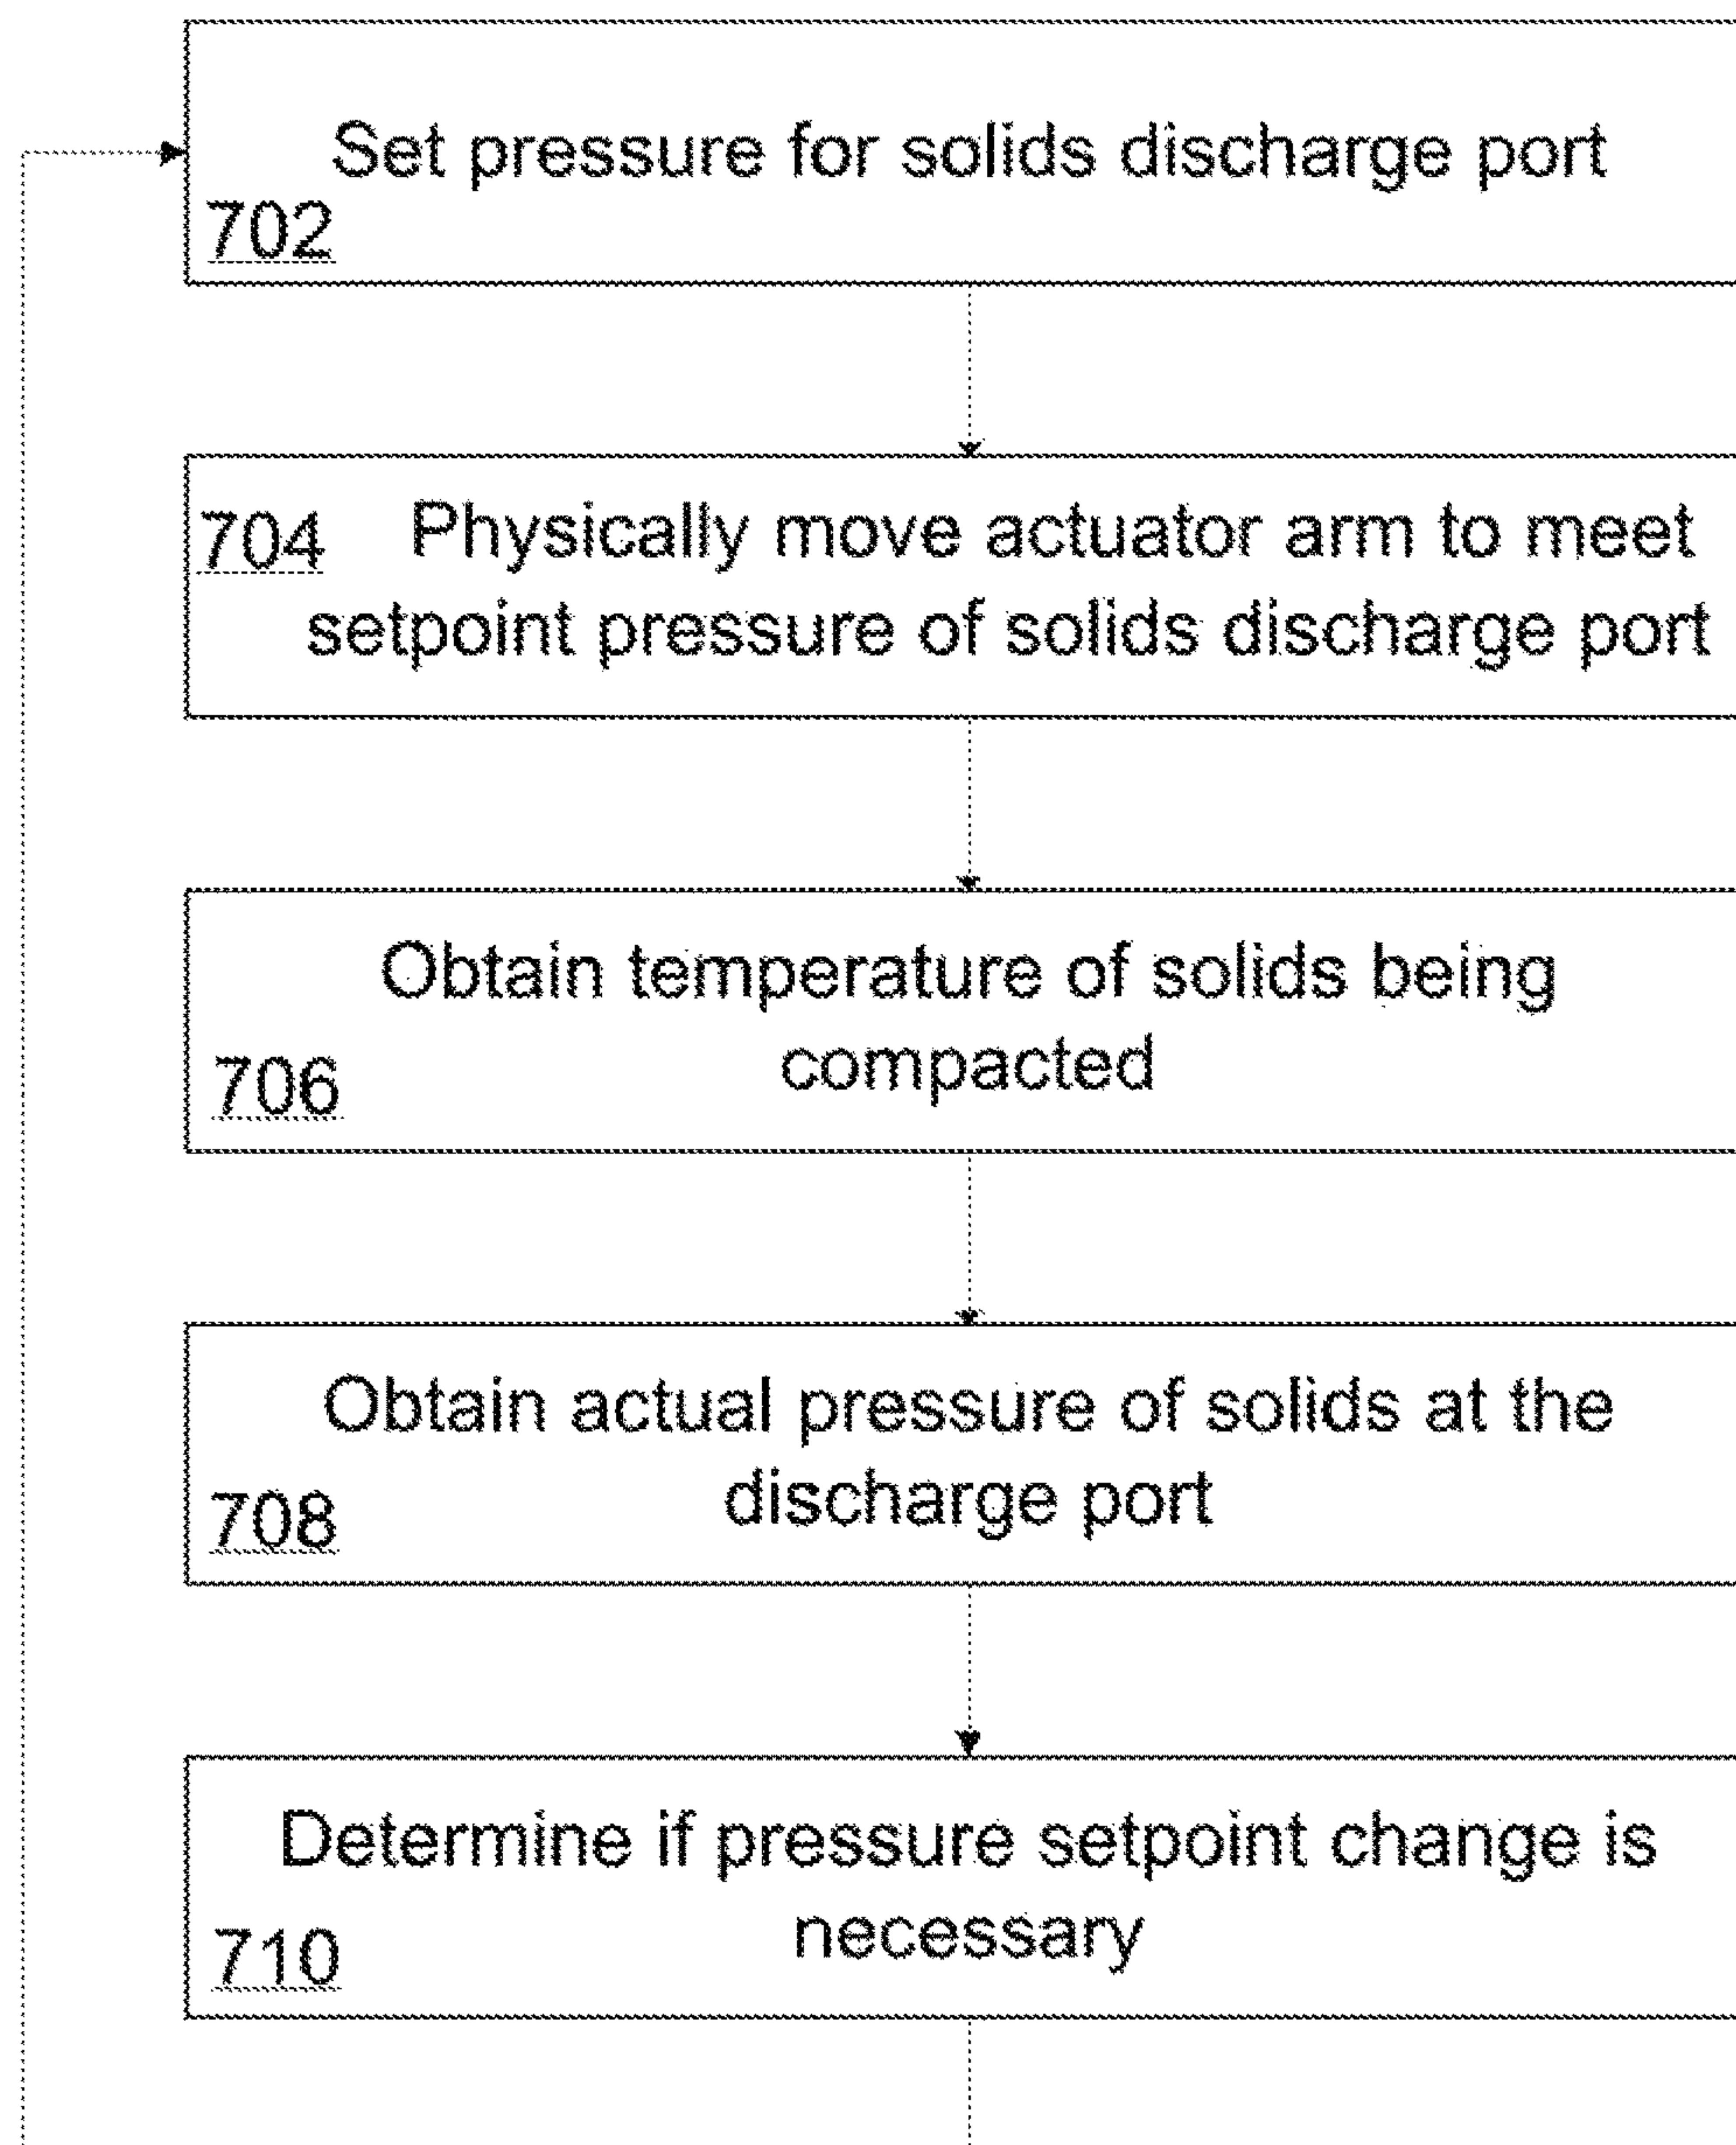 Set pressure for solids discharge port
702
704 Physically move actuator arm to meet
setpoint pressure of solids discharge port
Obtain temperature of solids being
706 compacted
Obtain actual pressure of solids at the
discharge port
708
Determine if pressure setpoint change is
necessary
710